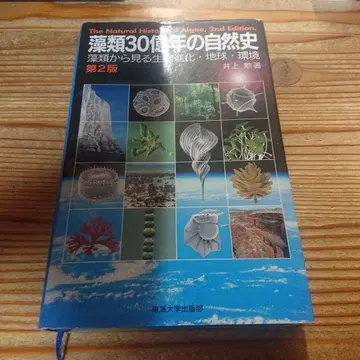 The Natural History of Algae, 2nd Edition.
藻類30億年の自然史
藻類から見る生物進化・地球・環境
第2版
井上 勲著
東海大学出版部